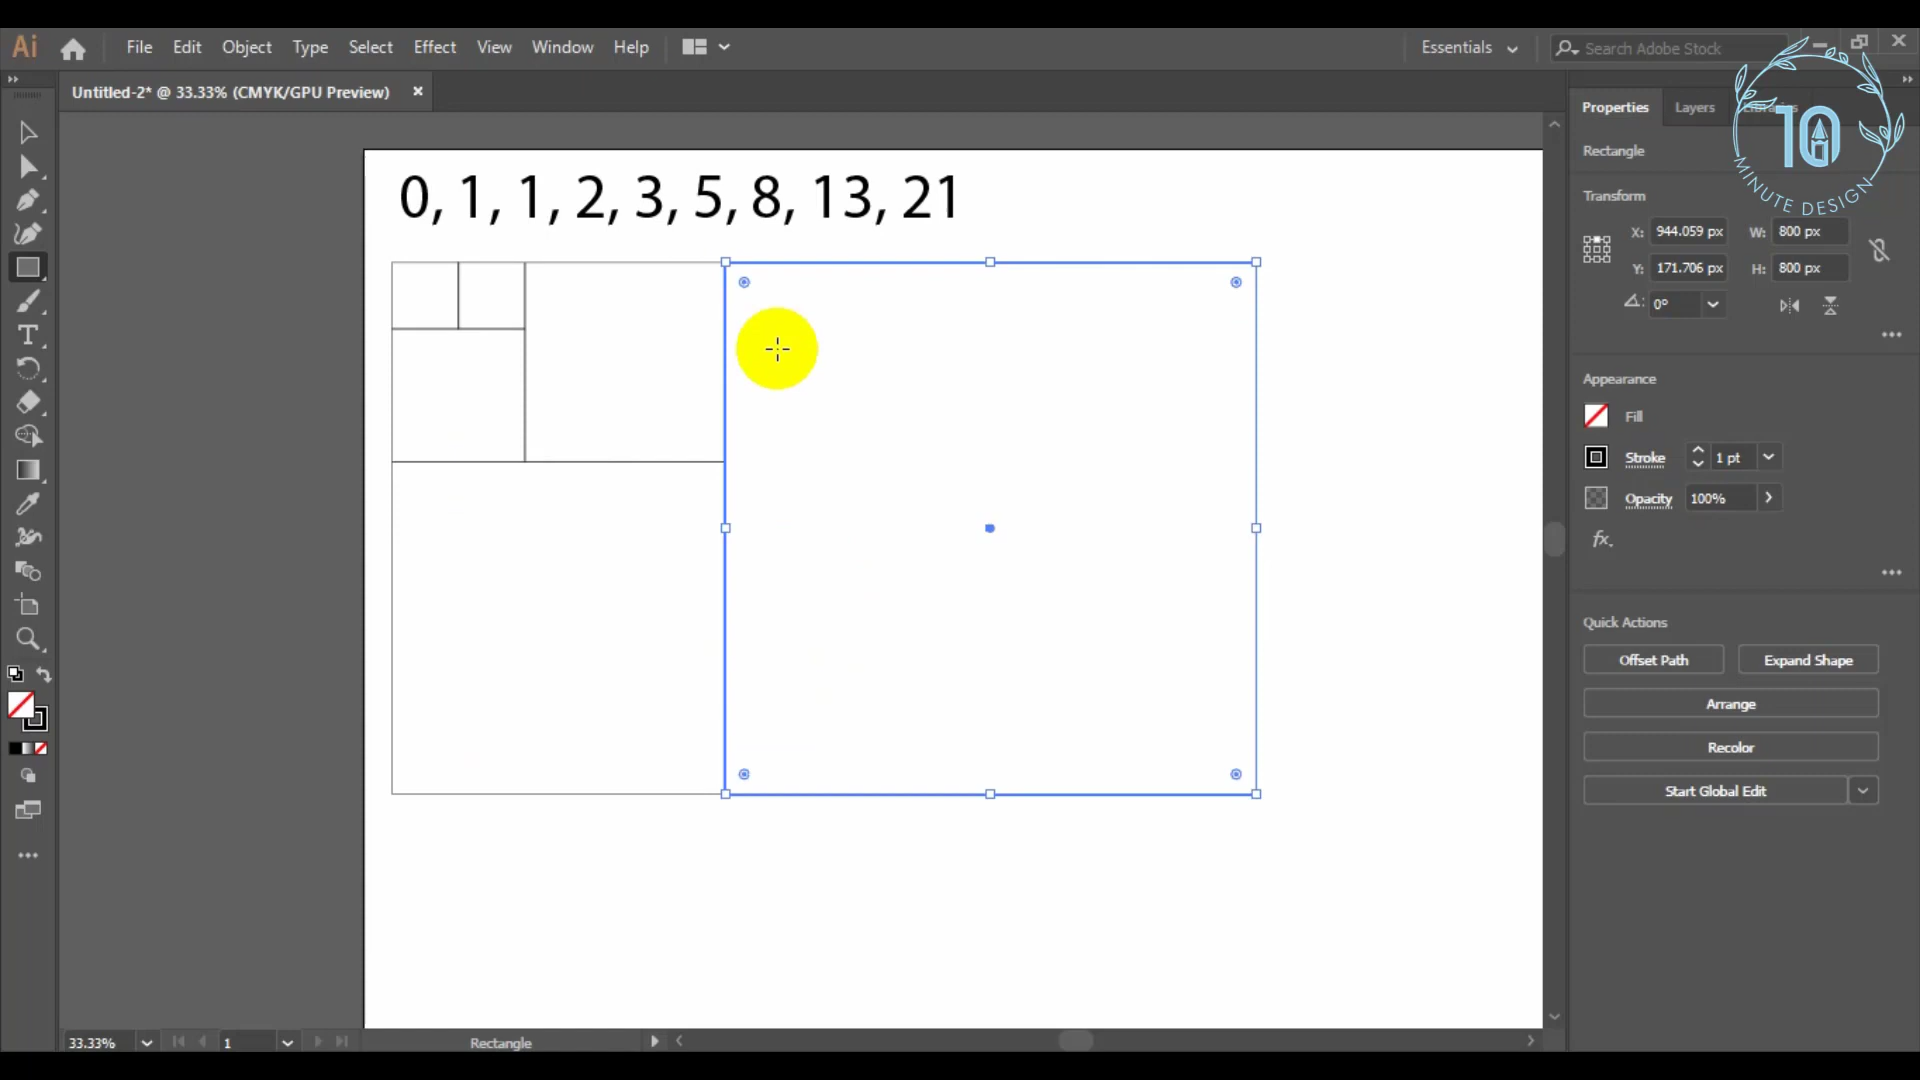 Ai File Edit Object Type Select Effect View Window Help Essentials Search Adobe Stock
Untitled-2* @ 33.33% (CMYK/GPU Preview)
Properties Layers Libraries
10
MINUTE DESIGN
Rectangle
Transform
X: 944.059 px W: 800 px
Y: 171.706 px H: 800 px
0°
0, 1, 1, 2, 3, 5, 8, 13, 21
Appearance
Fill
Stroke 1 pt
Opacity 100%
fx.
Quick Actions
Offset Path Expand Shape
Arrange
Recolor
Start Global Edit
33.33% 1 Rectangle